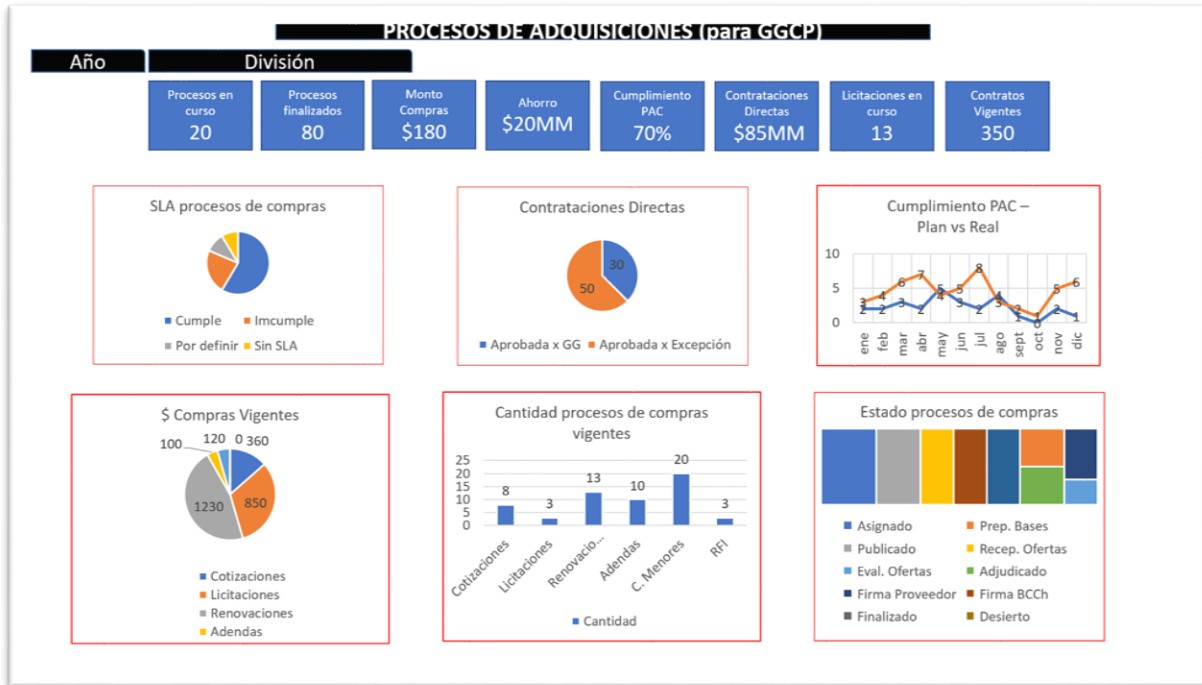 PROCESOS DE ADQUISICIONES (para GGCP)
Año
División
Procesos en
curso
20
Procesos
finalizados
80
Monto
Compras
$180
Ahorro
$20MM
Cumplimiento
PAC
70%
Contrataciones
Directas
$85MM
Licitaciones en
curso
13
Contratos
Vigentes
350
SLA procesos de compras
Cumple
Imcumple
Por definir
Sin SLA
Contrataciones Directas
30
50
Aprobada x GG
Aprobada x Excepción
Cumplimiento PAC –
Plan vs Real
10
5
0
3 4 6 7 4 5 8 3 2 1 5 6
2 2 3 2 5 3 2 4 1 0 2 1
ene feb mar abr may jun jul ago sept oct nov dic
$ Compras Vigentes
100 120 0 360
1230 850
Cotizaciones
Licitaciones
Renovaciones
Adendas
Cantidad procesos de compras
vigentes
25
20
15
10
5
0
8 3 13 10 20 3
Cotizaciones Licitaciones Renovacio... Adendas C. Menores RFI
Cantidad
Estado procesos de compras
Asignado
Prep. Bases
Publicado
Recep. Ofertas
Eval. Ofertas
Adjudicado
Firma Proveedor
Firma BCCh
Finalizado
Desierto